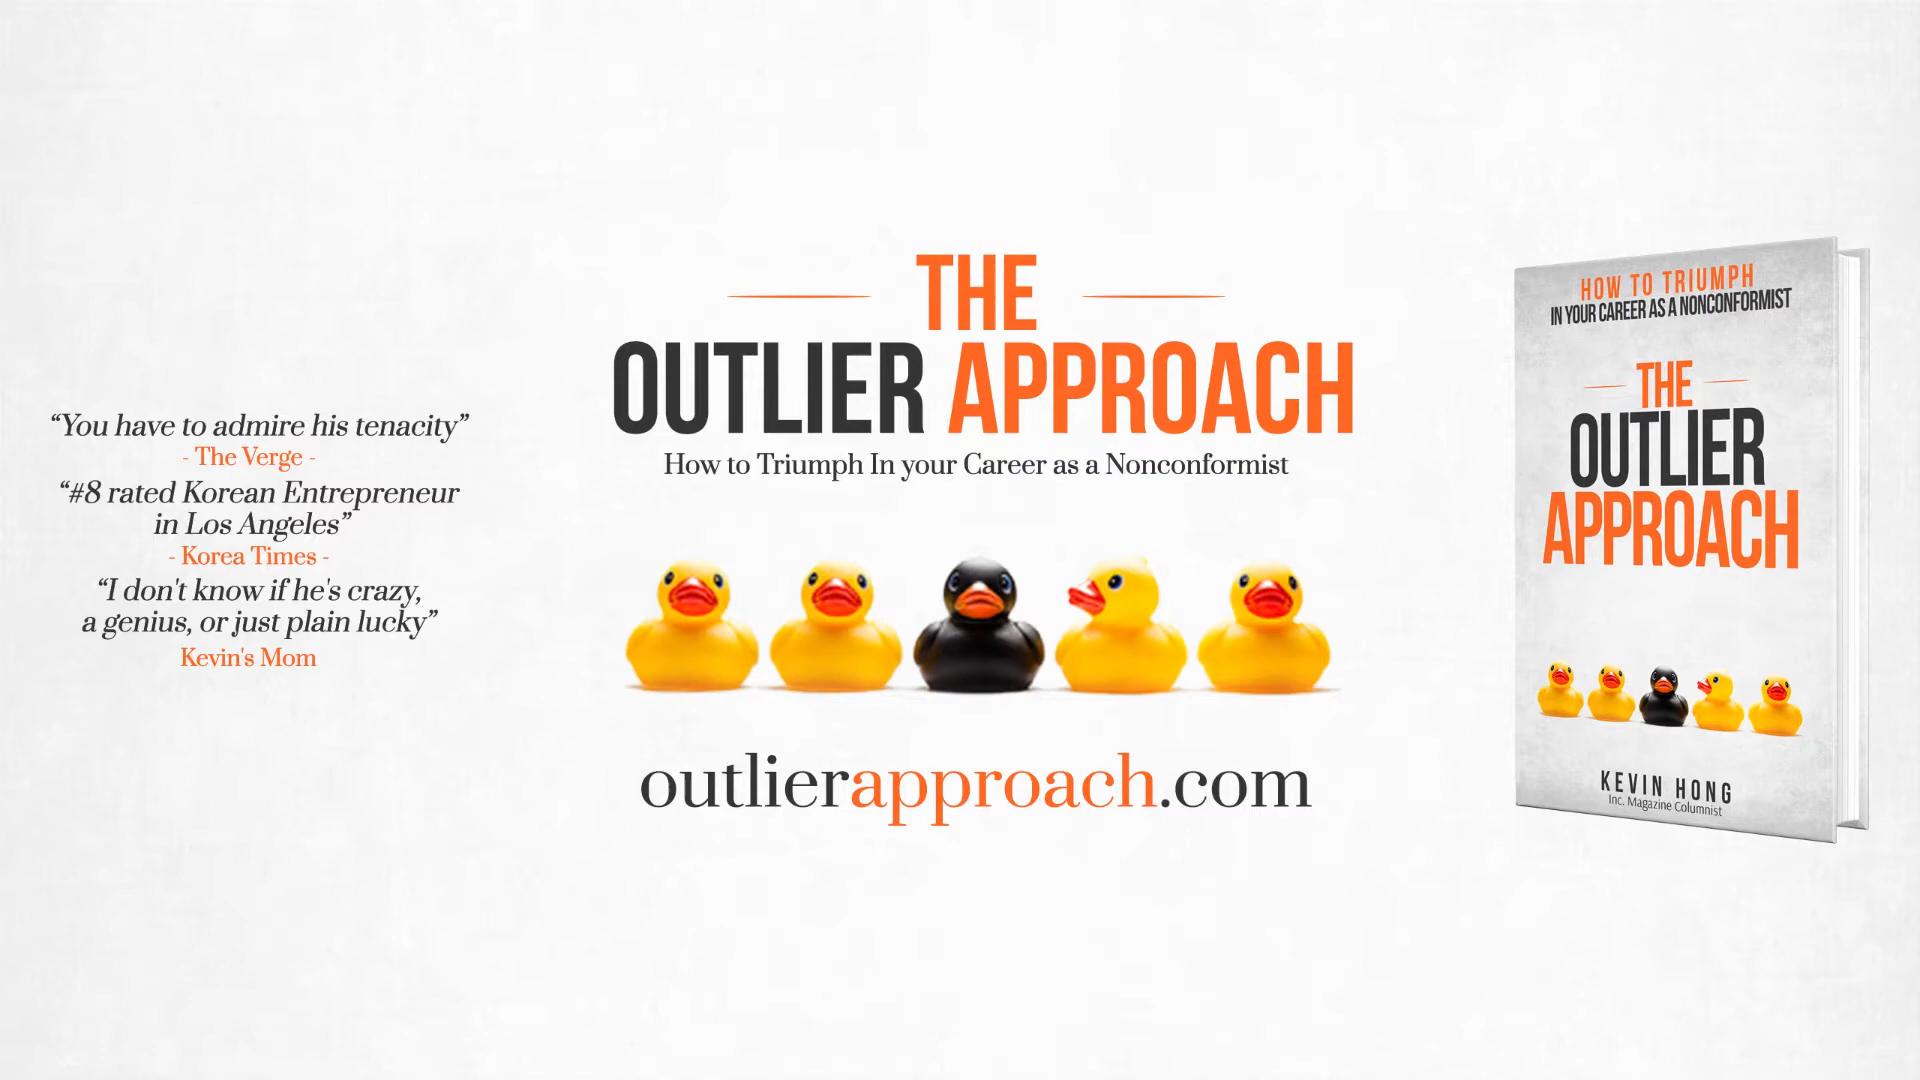 “You have to admire his tenacity”
- The Verge -
“#8 rated Korean Entrepreneur
in Los Angeles”
- Korea Times -
“I don't know if he's crazy,
a genius, or just plain lucky”
Kevin's Mom
THE
OUTLIER APPROACH
How to Triumph In your Career as a Nonconformist
outlierapproach.com
HOW TO TRIUMPH
IN YOUR CAREER AS A NONCONFORMIST
THE
OUTLIER
APPROACH
KEVIN HONG
Inc. Magazine Columnist